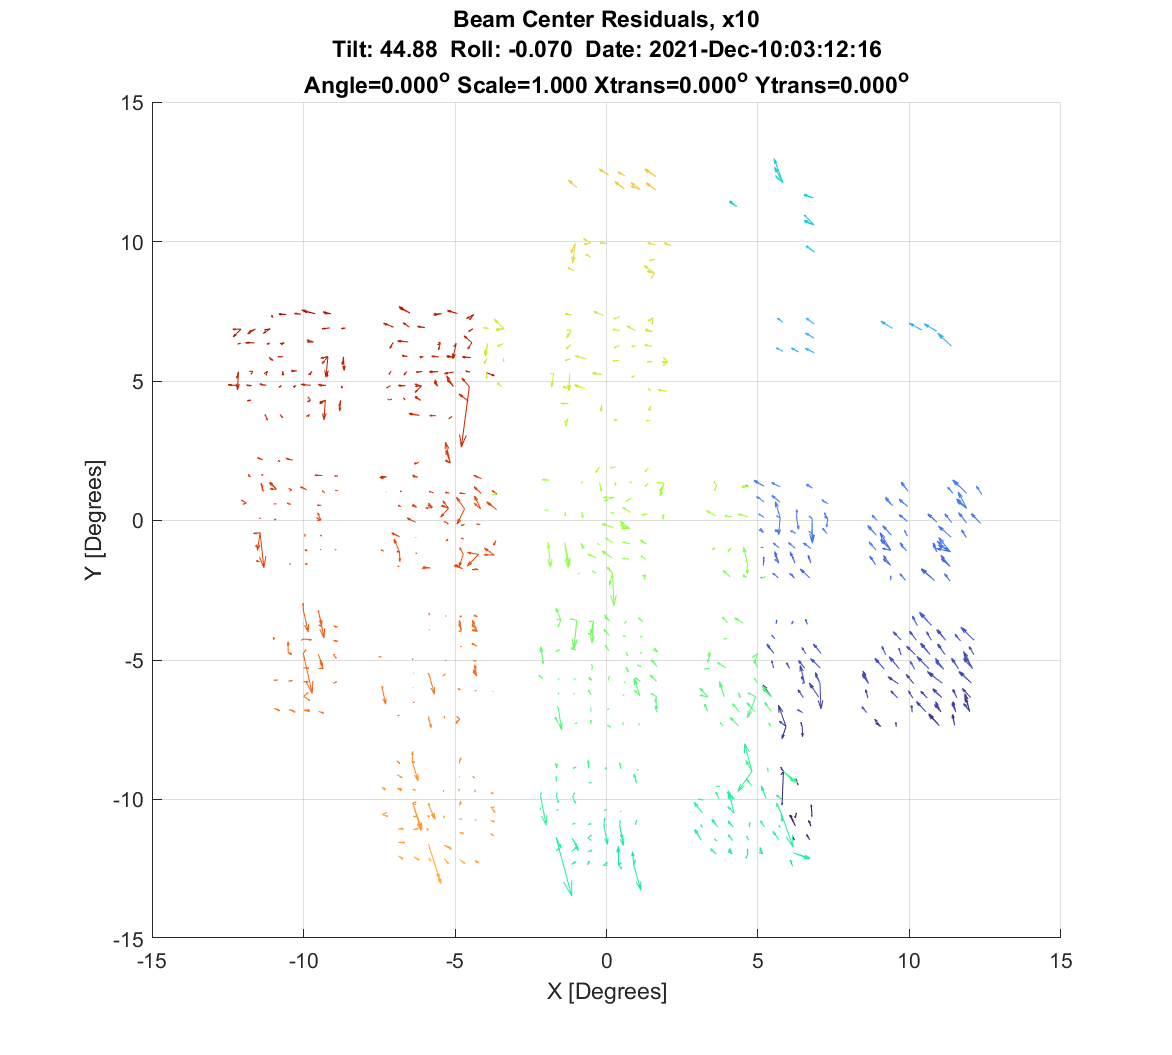 Beam Center Residuals, x10
Tilt: 44.88 Roll: -0.070 Date: 2021-Dec-10:03:12:16
Angle=0.000° Scale=1.000 Xtrans=0.000° Ytrans=0.000°
15
10
5
0
-5
-10
-15
Y [Degrees]
-15 -10 -5 0 5 10 15
X [Degrees]